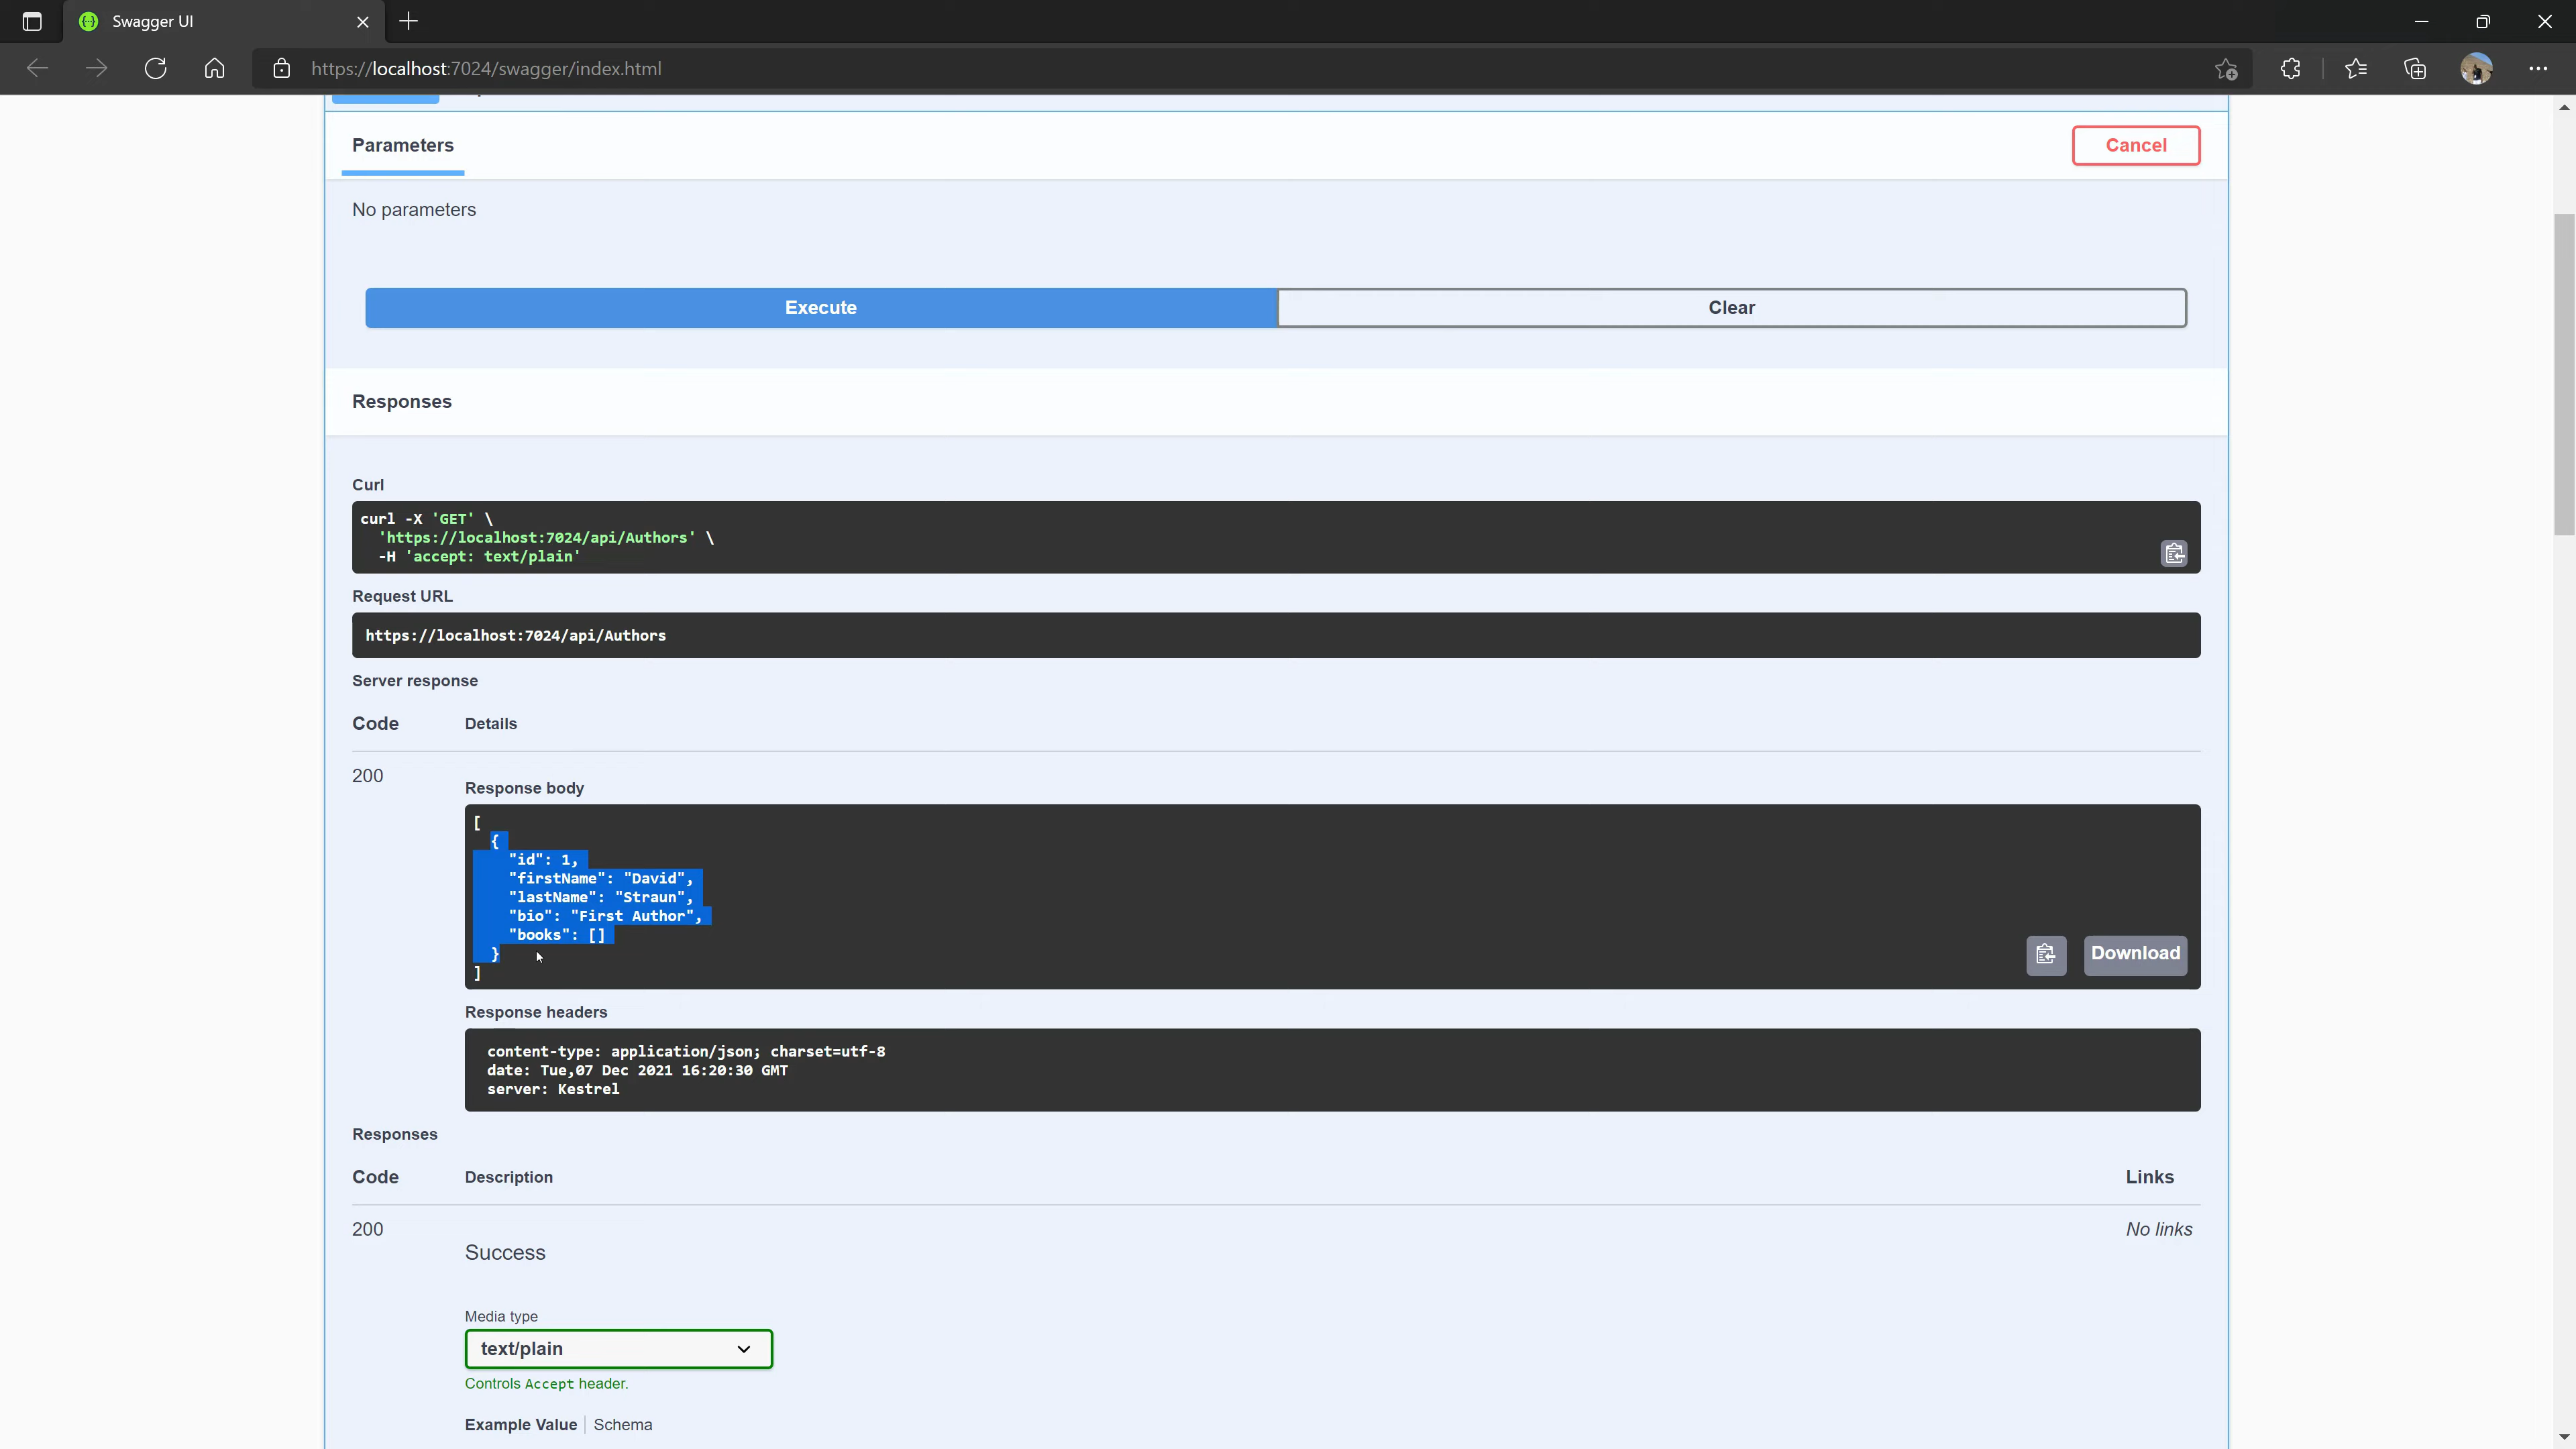 Swagger UI
https://localhost:7024/swagger/index.html
Parameters
Cancel
No parameters
Execute
Clear
Responses
Curl
curl -X 'GET' \
'https://localhost:7024/api/Authors' \
-H 'accept: text/plain'
Request URL
https://localhost:7024/api/Authors
Server response
Code Details
200
Response body
[
{
"id": 1,
"firstName": "David",
"lastName": "Straun",
"bio": "First Author",
"books": []
}
]
Download
Response headers
content-type: application/json; charset=utf-8
date: Tue,07 Dec 2021 16:20:30 GMT
server: Kestrel
Responses
Code Description Links
200 No links
Success
Media type
text/plain
Controls Accept header.
Example Value Schema